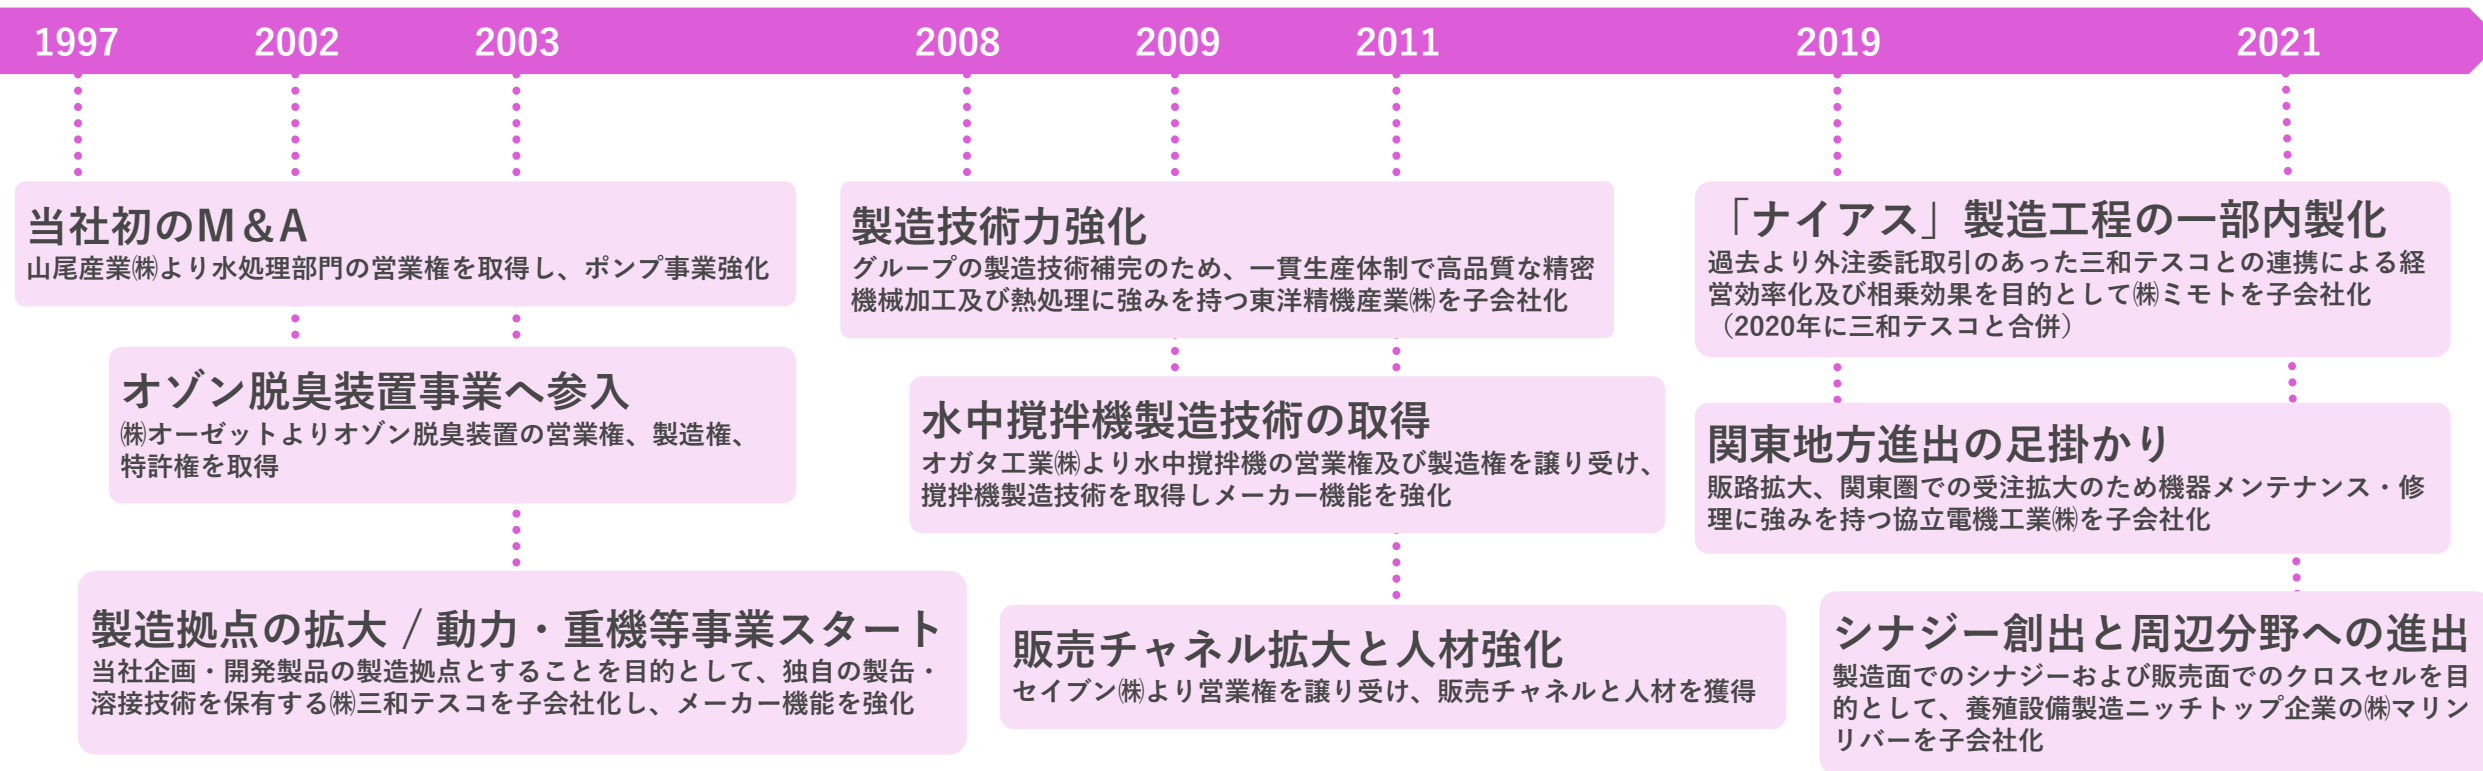 1997 2002 2003 2008 2009 2011 2019 2021
当社初のM＆A
山尾産業㈱より水処理部門の営業権を取得し、ポンプ事業強化
オゾン脱臭装置事業へ参入
㈱オーゼットよりオゾン脱臭装置の営業権、製造権、
特許権を取得
製造拠点の拡大 / 動力・重機等事業スタート
当社企画・開発製品の製造拠点とすることを目的として、独自の製缶・
溶接技術を保有する㈱三和テスコを子会社化し、メーカー機能を強化
製造技術力強化
グループの製造技術補完のため、一貫生産体制で高品質な精密
機械加工及び熱処理に強みを持つ東洋精機産業㈱を子会社化
水中撹拌機製造技術の取得
オガタ工業㈱より水中撹拌機の営業権及び製造権を譲り受け、
撹拌機製造技術を取得しメーカー機能を強化
販売チャネル拡大と人材強化
セイブン㈱より営業権を譲り受け、販売チャネルと人材を獲得
「ナイアス」製造工程の一部内製化
過去より外注委託取引のあった三和テスコとの連携による経
営効率化及び相乗効果を目的として㈱ミモトを子会社化
（2020年に三和テスコと合併）
関東地方進出の足掛かり
販路拡大、関東圏での受注拡大のため機器メンテナンス・修
理に強みを持つ協立電機工業㈱を子会社化
シナジー創出と周辺分野への進出
製造面でのシナジーおよび販売面でのクロスセルを目
的として、養殖設備製造ニッチトップ企業の㈱マリン
リバーを子会社化